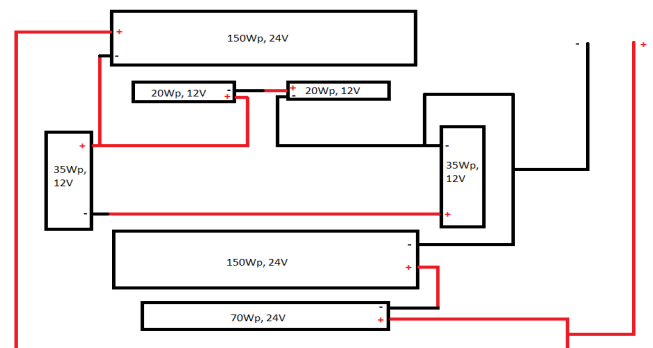 +
-
150Wp, 24V
- +
20Wp, 12V
-
+
+
-
20Wp, 12V
+
35Wp,
12V
-
-
35Wp,
12V
+
150Wp, 24V
-
+
70Wp, 24V
-
+